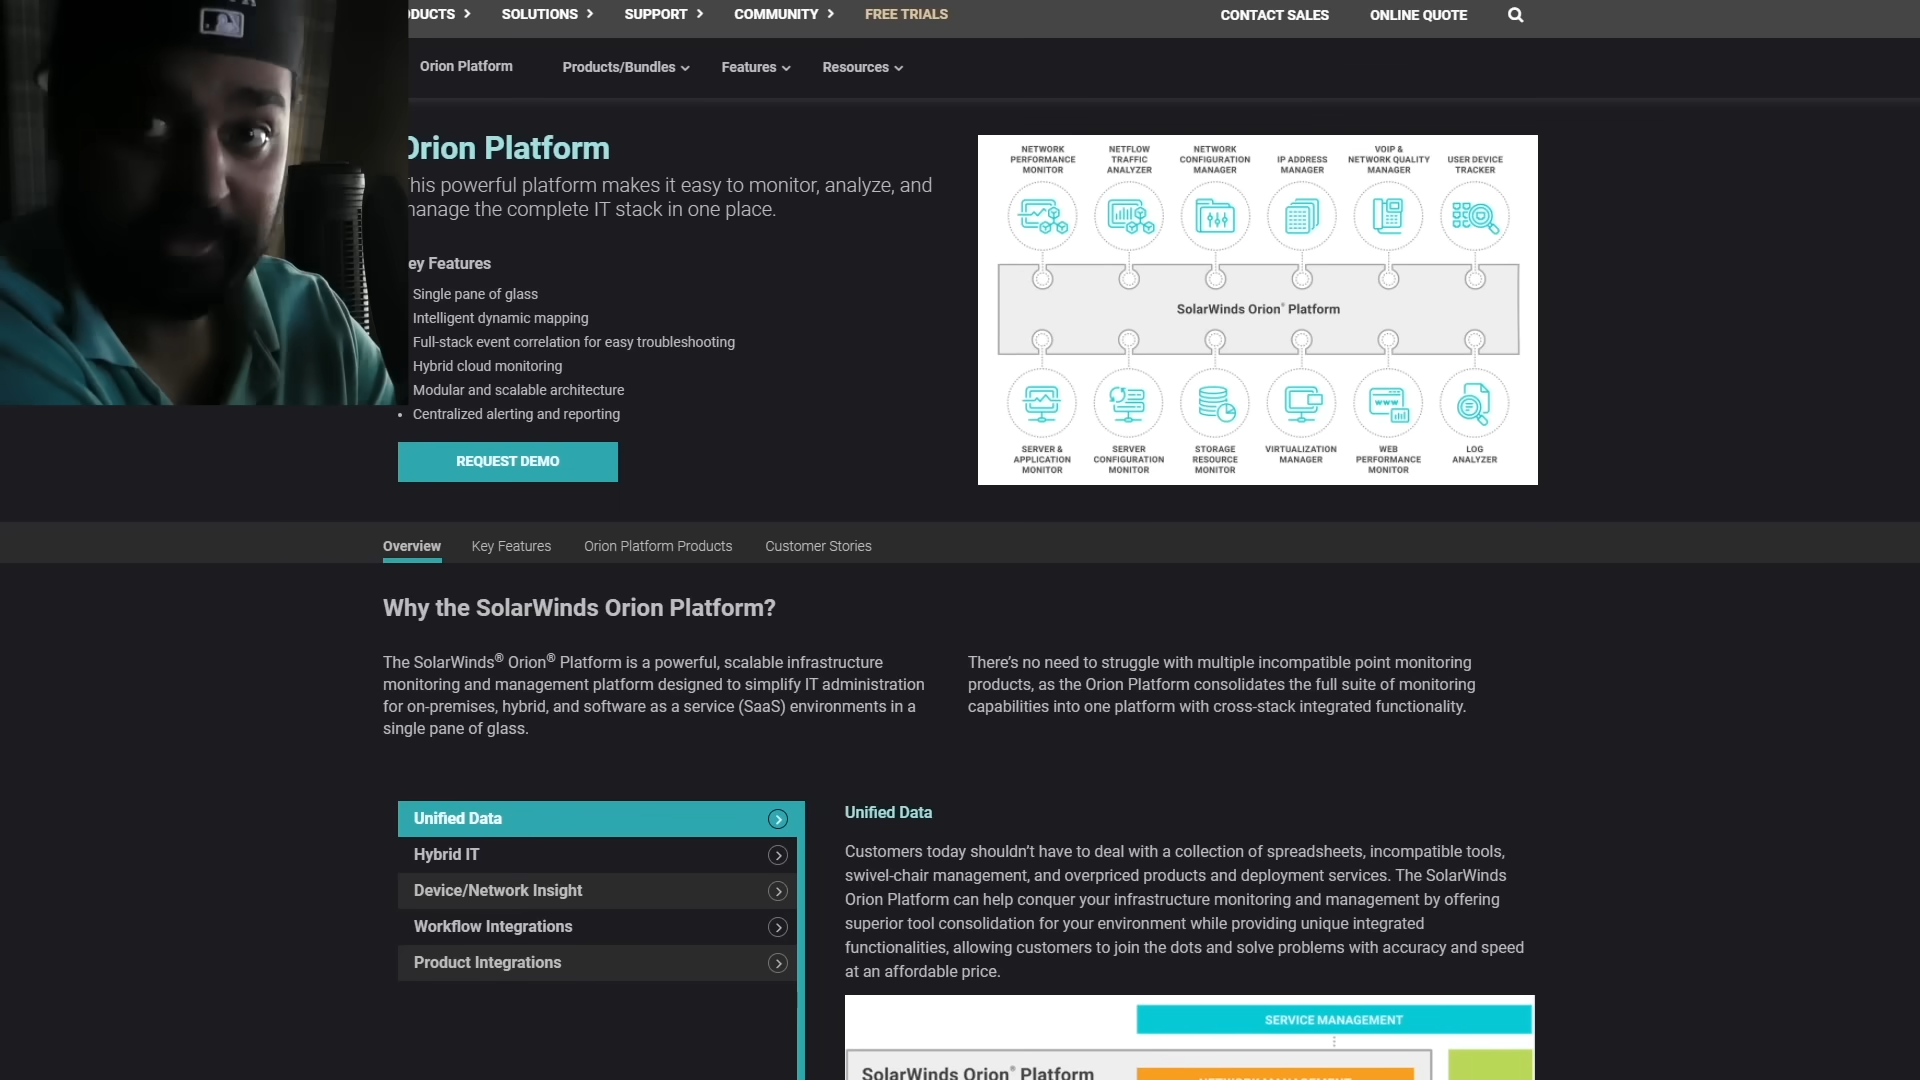 SOLUTIONS
SUPPORT
COMMUNITY
FREE TRIALS
CONTACT SALES
ONLINE QUOTE
Orion Platform
Products/Bundles
Features
Resources
Orion Platform
This powerful platform makes it easy to monitor, analyze, and
manage the complete IT stack in one place.
Key Features
Single pane of glass
Intelligent dynamic mapping
Full-stack event correlation for easy troubleshooting
Hybrid cloud monitoring
Modular and scalable architecture
• Centralized alerting and reporting
REQUEST DEMO
NETWORK
PERFORMANCE
MONITOR
NETFLOW
TRAFFIC
ANALYZER
NETWORK
CONFIGURATION
MANAGER
IP ADDRESS
MANAGER
VOIP &
NETWORK QUALITY
MANAGER
USER DEVICE
TRACKER
SolarWinds Orion® Platform
SERVER &
APPLICATION
MONITOR
SERVER
CONFIGURATION
MONITOR
STORAGE
RESOURCE
MONITOR
VIRTUALIZATION
MANAGER
WWW
WEB
PERFORMANCE
MONITOR
LOG
ANALYZER
Overview
Key Features
Orion Platform Products
Customer Stories
Why the SolarWinds Orion Platform?
The SolarWinds® Orion® Platform is a powerful, scalable infrastructure
monitoring and management platform designed to simplify IT administration
for on-premises, hybrid, and software as a service (SaaS) environments in a
single pane of glass.
There's no need to struggle with multiple incompatible point monitoring
products, as the Orion Platform consolidates the full suite of monitoring
capabilities into one platform with cross-stack integrated functionality.
Unified Data
Hybrid IT
Device/Network Insight
Workflow Integrations
Product Integrations
Unified Data
Customers today shouldn't have to deal with a collection of spreadsheets, incompatible tools,
swivel-chair management, and overpriced products and deployment services. The SolarWinds
Orion Platform can help conquer your infrastructure monitoring and management by offering
superior tool consolidation for your environment while providing unique integrated
functionalities, allowing customers to join the dots and solve problems with accuracy and speed
at an affordable price.
SERVICE MANAGEMENT
SolarWinds Orion® Platform